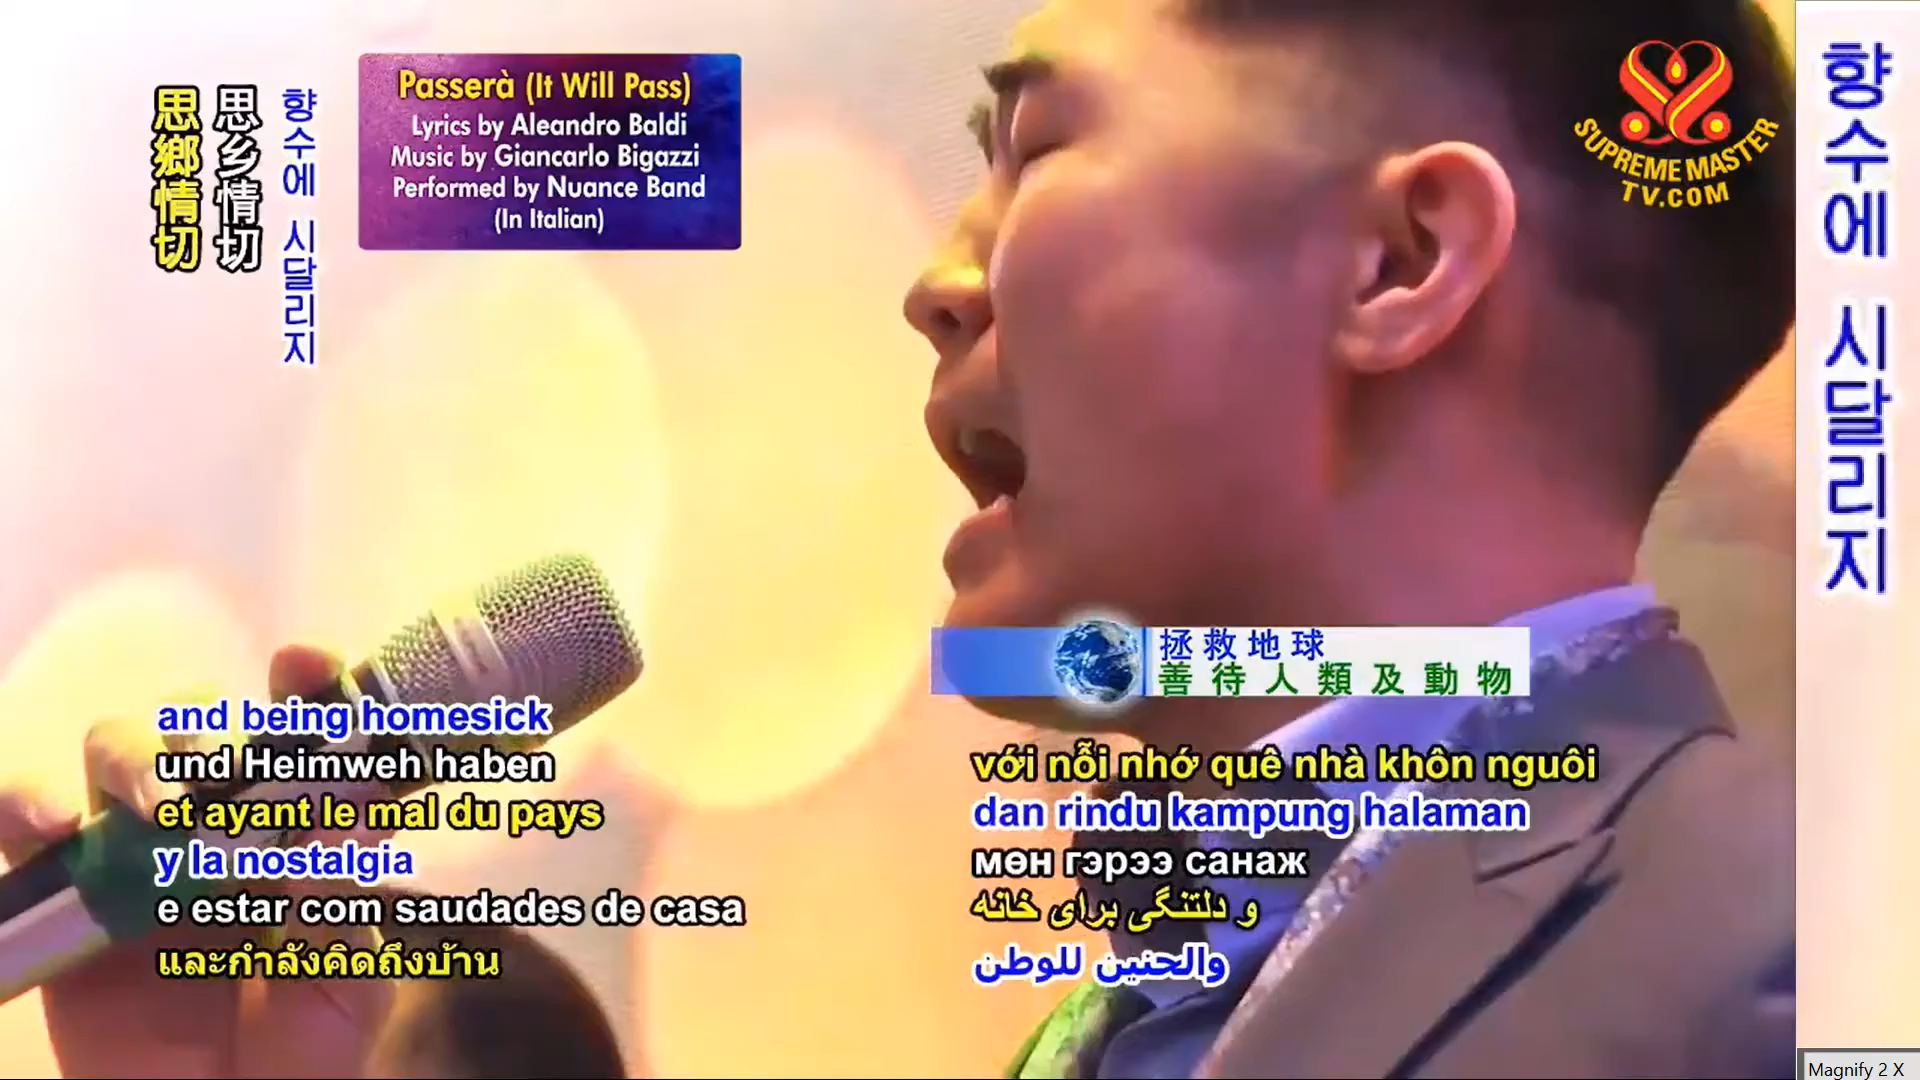 思鄉情切
思乡情切
향수에 시달리지
Passerà (It Will Pass)
Lyrics by Aleandro Baldi
Music by Giancarlo Bigazzi
Performed by Nuance Band
(In Italian)
SUPREME MASTER
TV.COM
향수에 시달리지
拯救地球
善待人類及動物
and being homesick
und Heimweh haben
et ayant le mal du pays
y la nostalgia
e estar com saudades de casa
และกำลังคิดถึงบ้าน
với nỗi nhớ quê nhà khôn nguôi
dan rindu kampung halaman
мөн гэрээ санаж
و دلتنگی برای خانه
والحنين للوطن
Magnify 2 X